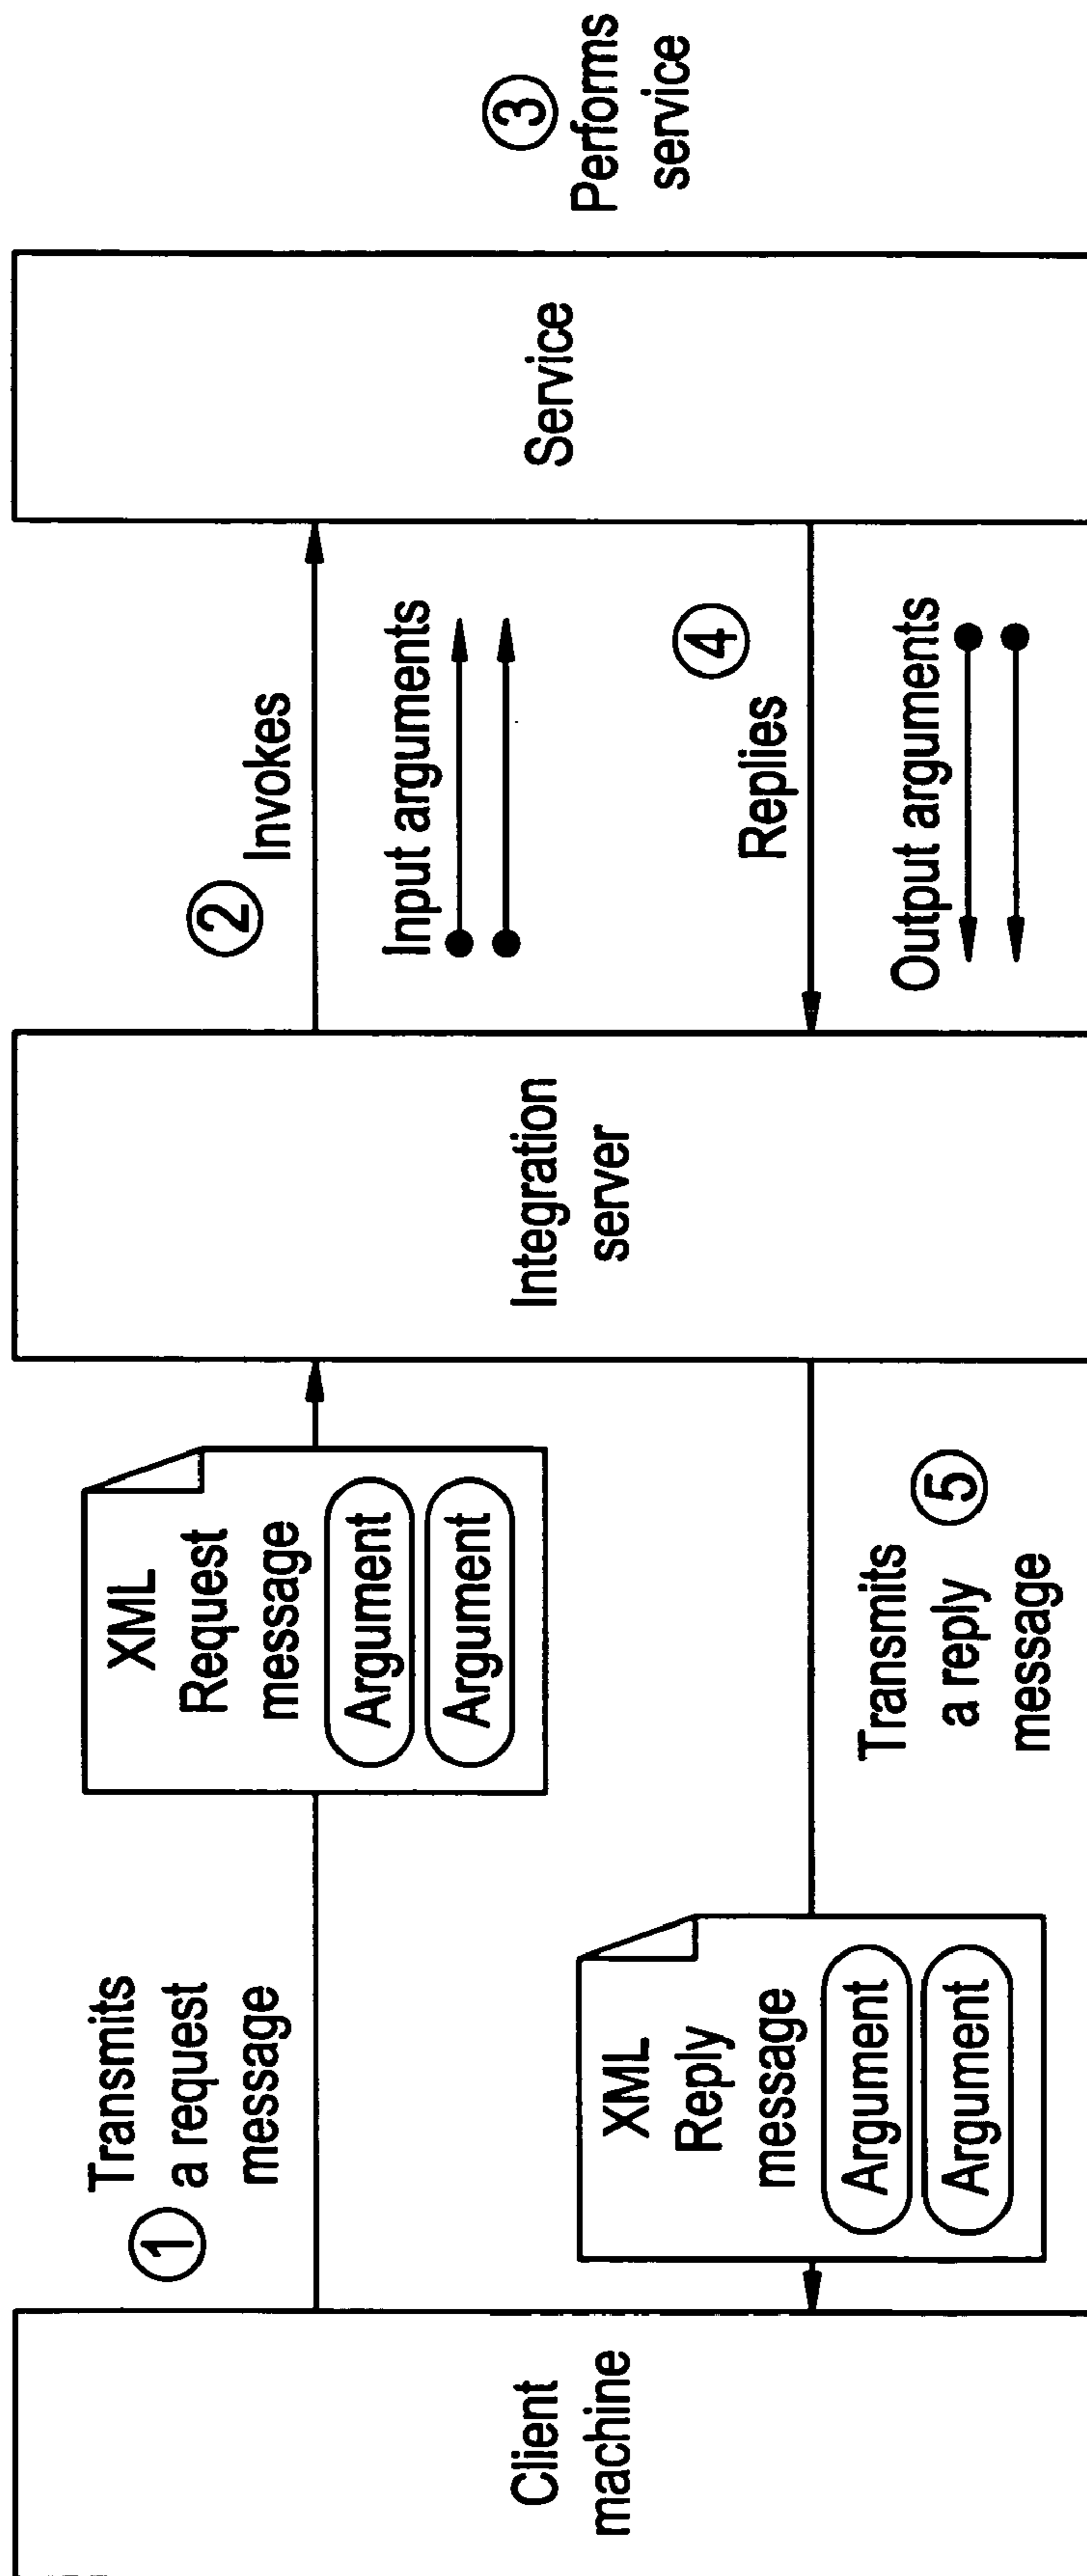 Client
machine
1
Transmits
a request
message
XML
Request
message
Argument
Argument
XML
Reply
message
Argument
Argument
Transmits
a reply
message
5
Integration
server
2
Invokes
Input arguments
4
Replies
Output arguments
Service
3
Performs
service